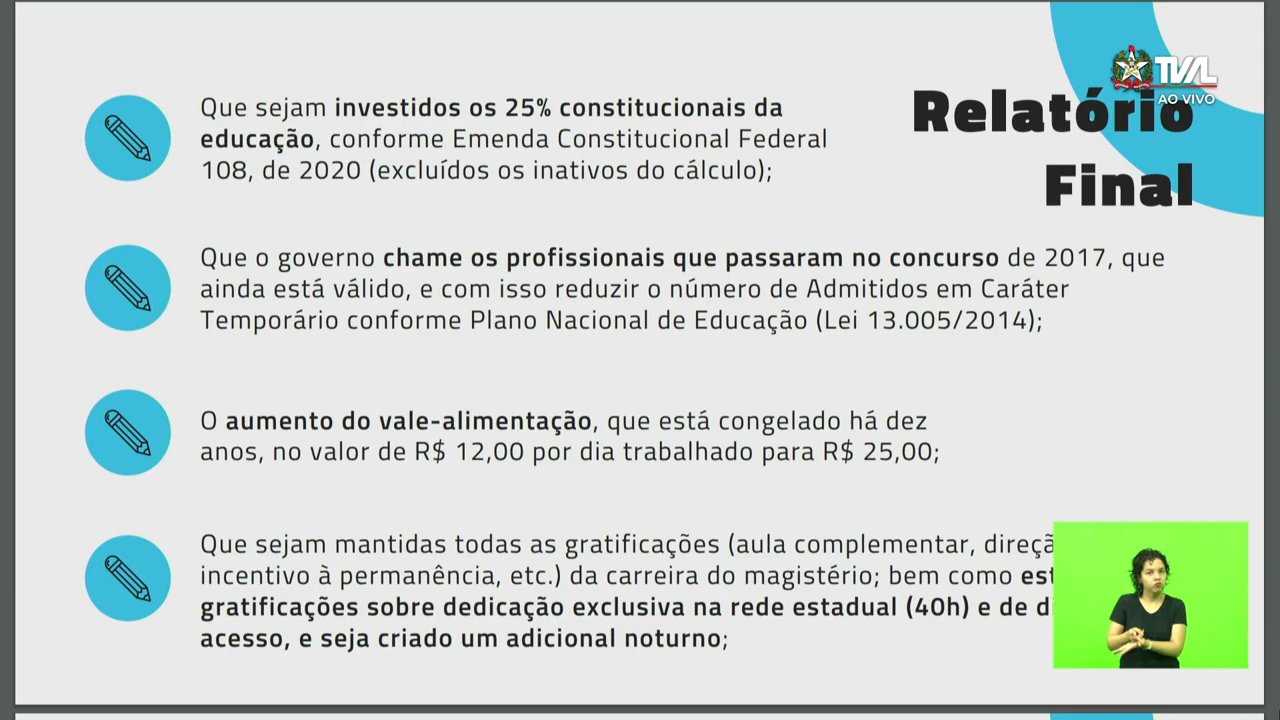 TVAL
AO VIVO
Relatório
Final
Que sejam investidos os 25% constitucionais da
educação, conforme Emenda Constitucional Federal
108, de 2020 (excluídos os inativos do cálculo);
Que o governo chame os profissionais que passaram no concurso de 2017, que
ainda está válido, e com isso reduzir o número de Admitidos em Caráter
Temporário conforme Plano Nacional de Educação (Lei 13.005/2014);
O aumento do vale-alimentação, que está congelado há dez
anos, no valor de R$ 12,00 por dia trabalhado para R$ 25,00;
Que sejam mantidas todas as gratificações (aula complementar,
incentivo à permanência, etc.) da carreira do magistério; bem como
gratificações sobre dedicação exclusiva na rede estadual (40h) e de
acesso, e seja criado um adicional noturno;